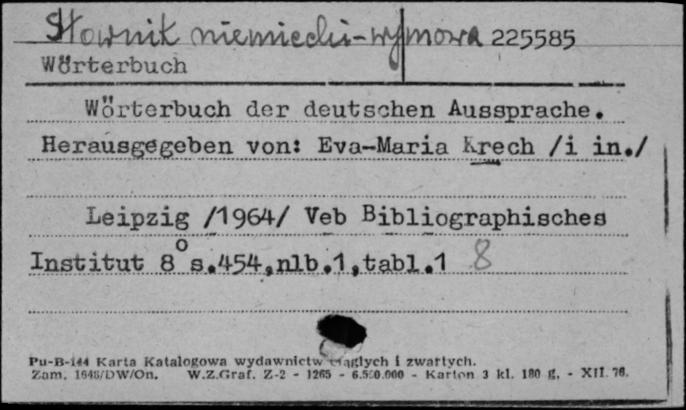 Słownik niemiecki-wymowa 225585
Wörterbuch
Wörterbuch der deutschen Aussprache.
Herausgegeben von: Eva-Maria Krech /i in./
Leipzig /1964/ Veb Bibliographisches
Institut 8° s.454,nlb.1,tabl.1 8
Pu-B-144 Karta Katalogowa wydawnictw ciągłych i zwartych.
Zam. /DW/On. W.Z.Graf. Z-2 - 1265 - 6.500.000 - Karton 3 kl. 180 g. - XII. 76.